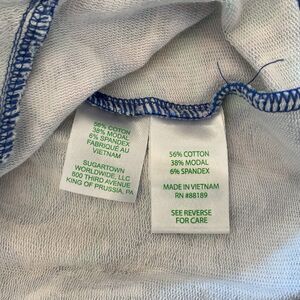 56% COTTON
38% MODAL
6% SPANDEX
FABRIQUÉ AU
VIETNAM
SUGARTOWN
WORLDWIDE, LLC
800 THIRD AVENUE
KING OF PRUSSIA, PA
56% COTTON
38% MODAL
6% SPANDEX
MADE IN VIETNAM
RN #88189
SEE REVERSE
FOR CARE